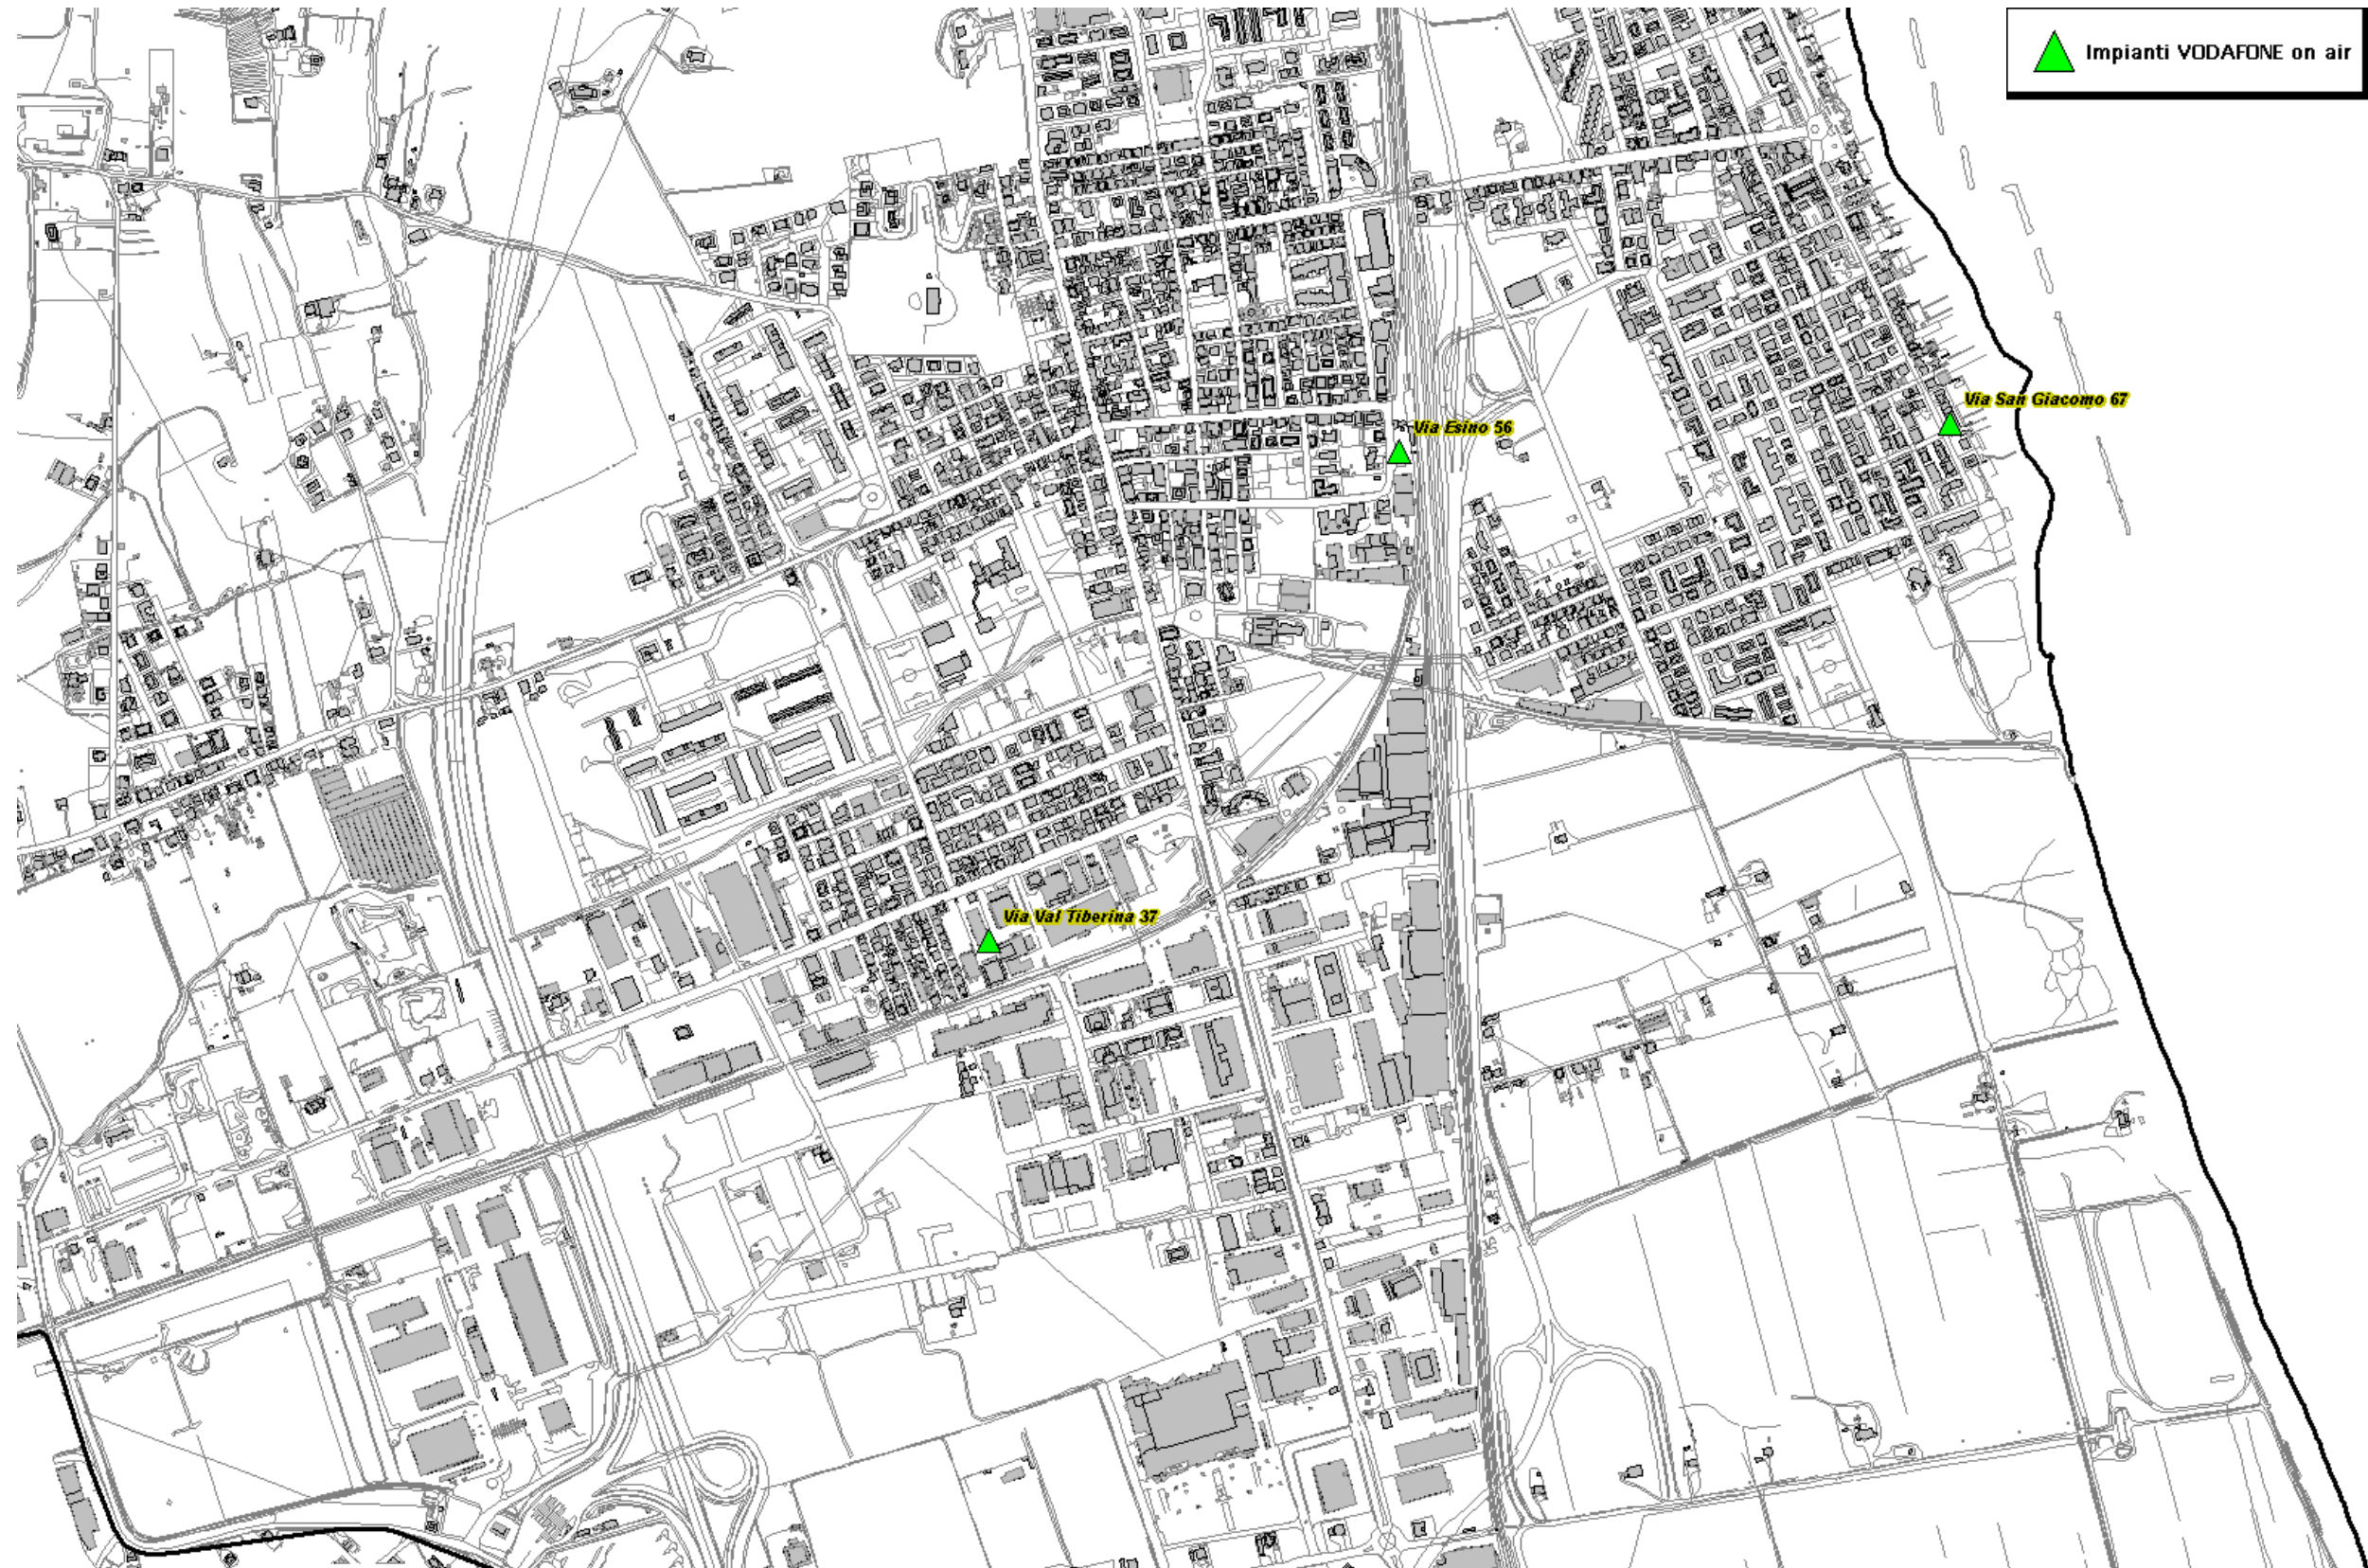 Impianti VODAFONE on air
Via San Giacomo 67
Via Esino 56
Via Val Tiberina 37